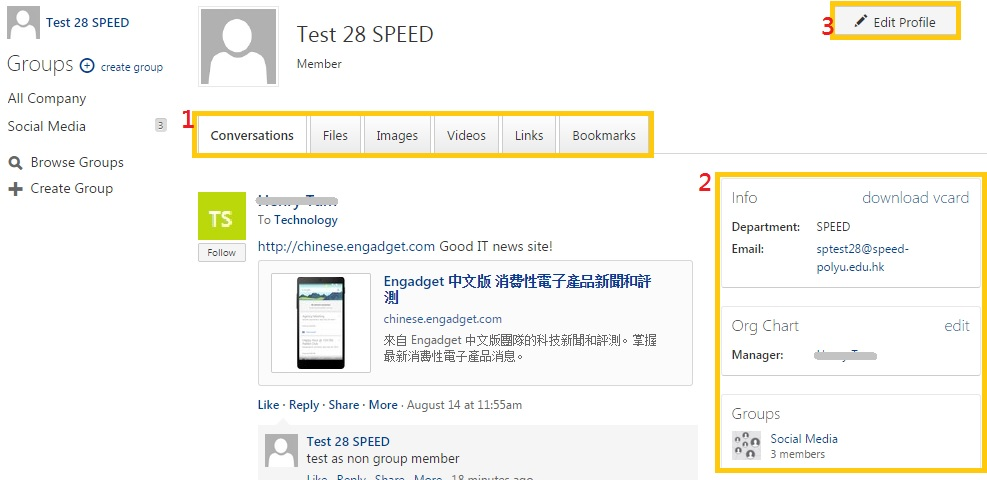 Test 28 SPEED
Groups
create group
All Company
Social Media
3
Browse Groups
Create Group
Test 28 SPEED
Member
3
Edit Profile
1
Conversations
Files
Images
Videos
Links
Bookmarks
TS
Follow
To Technology
http://chinese.engadget.com Good IT news site!
Engadget 中文版 消費性電子產品新聞和評
測
chinese.engadget.com
來自 Engadget 中文版團隊的科技新聞和評測。掌握
最新消費性電子產品消息。
Like · Reply · Share · More · August 14 at 11:55am
Test 28 SPEED
test as non group member
Like · Reply · Share · More · 18 minutes ago
2
Info
download vcard
Department: SPEED
Email: sptest28@speed-
polyu.edu.hk
Org Chart
edit
Manager:
Groups
Social Media
3 members